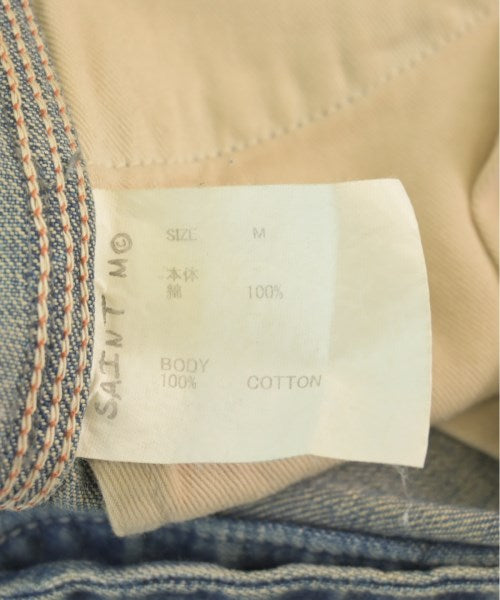 SAINT M©
SIZE M
本体
綿 100%
BODY
100% COTTON